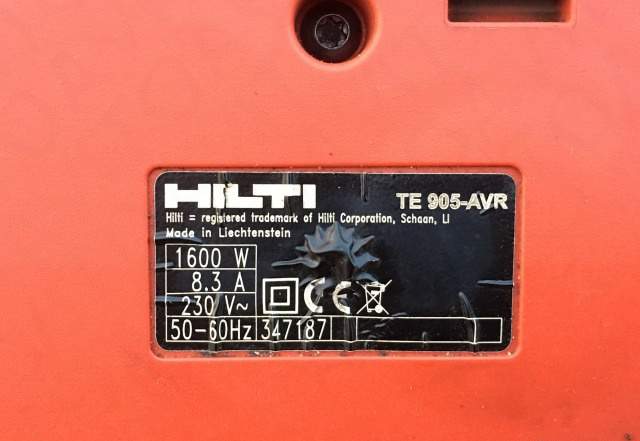 HILTI
TE 905-AVR
Hilti = registered trademark of Hilti Corporation, Schaan, LI
Made in Liechtenstein
1600 W
8.3 A
230 V~
CE
50-60Hz 347187